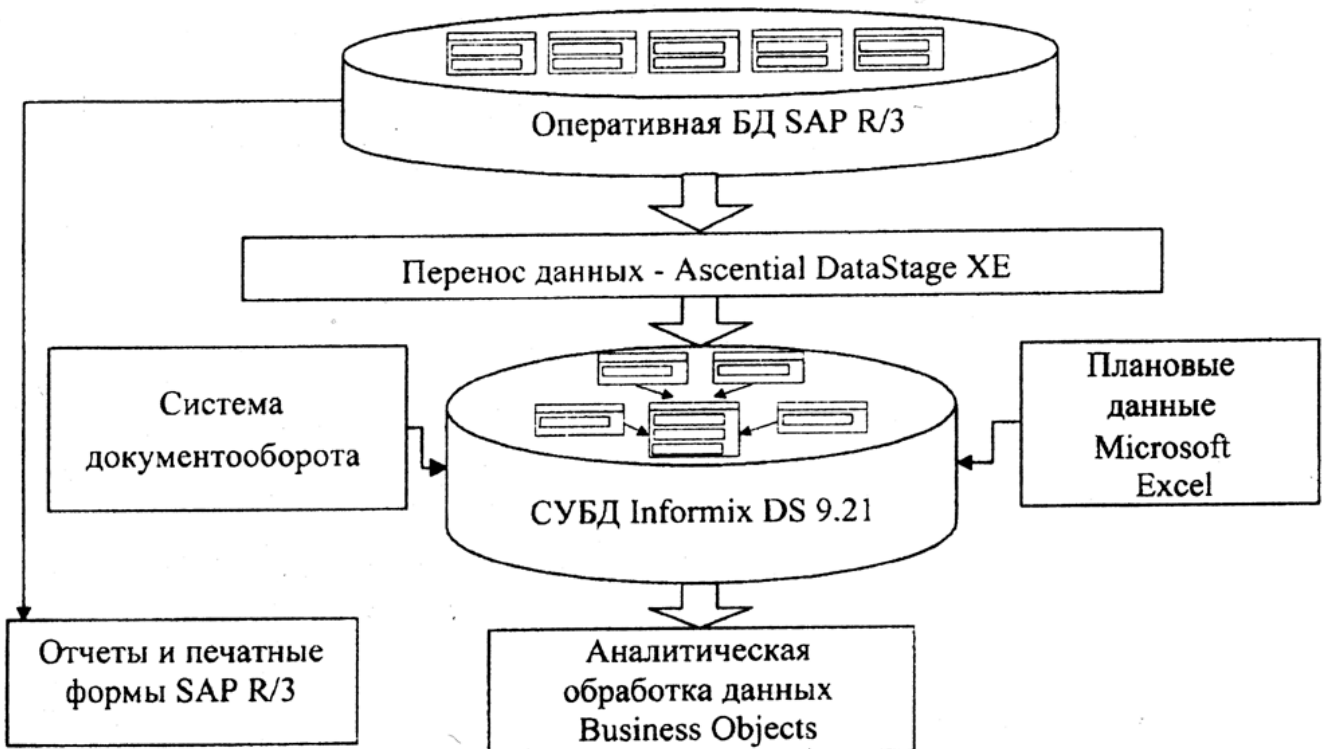 Оперативная БД SAP R/3
Перенос данных - Ascential DataStage XE
Система
документооборота
Плановые
данные
Microsoft
Excel
СУБД Informix DS 9.21
Отчеты и печатные
формы SAP R/3
Аналитическая
обработка данных
Business Objects